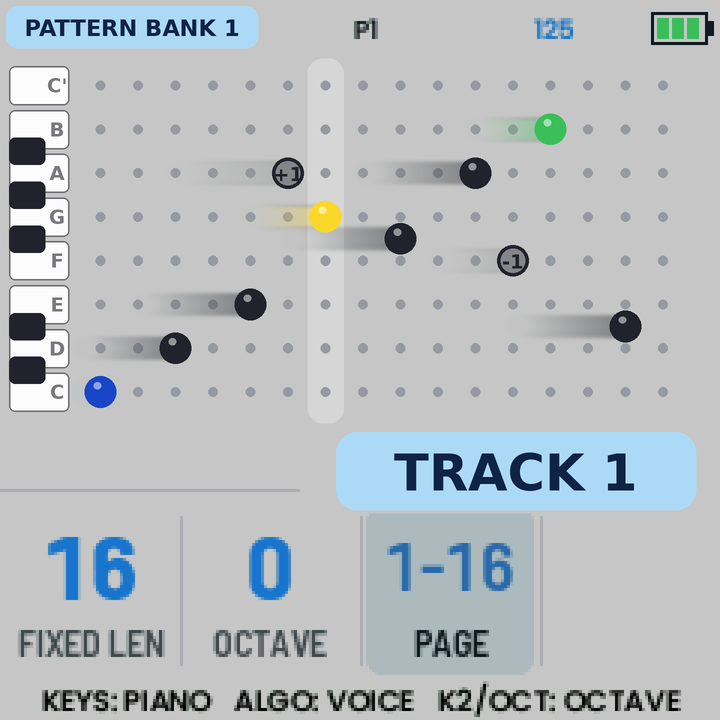 PATTERN BANK 1 P1 125
C'
B
A +1
G
F -1
E
D
C
TRACK 1
16 0 1-16
FIXED LEN OCTAVE PAGE
KEYS: PIANO ALGO: VOICE K2/OCT: OCTAVE